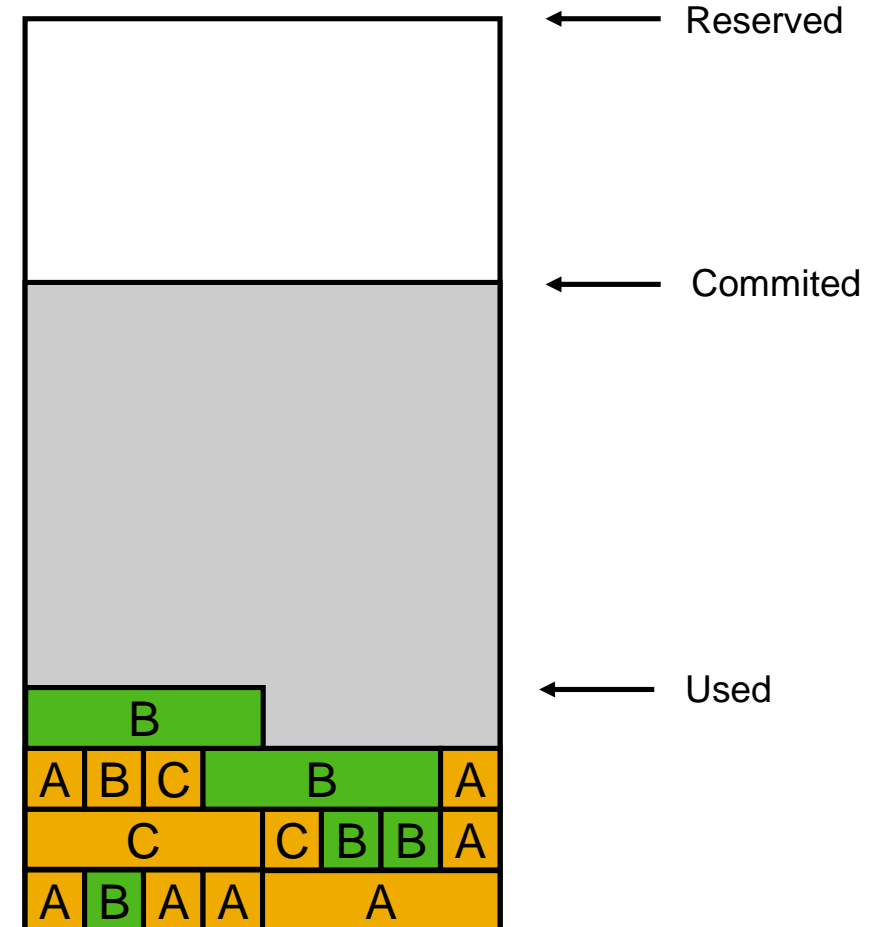 Reserved
Commited
Used
B
A B C B A
C C B B A
A B A A A